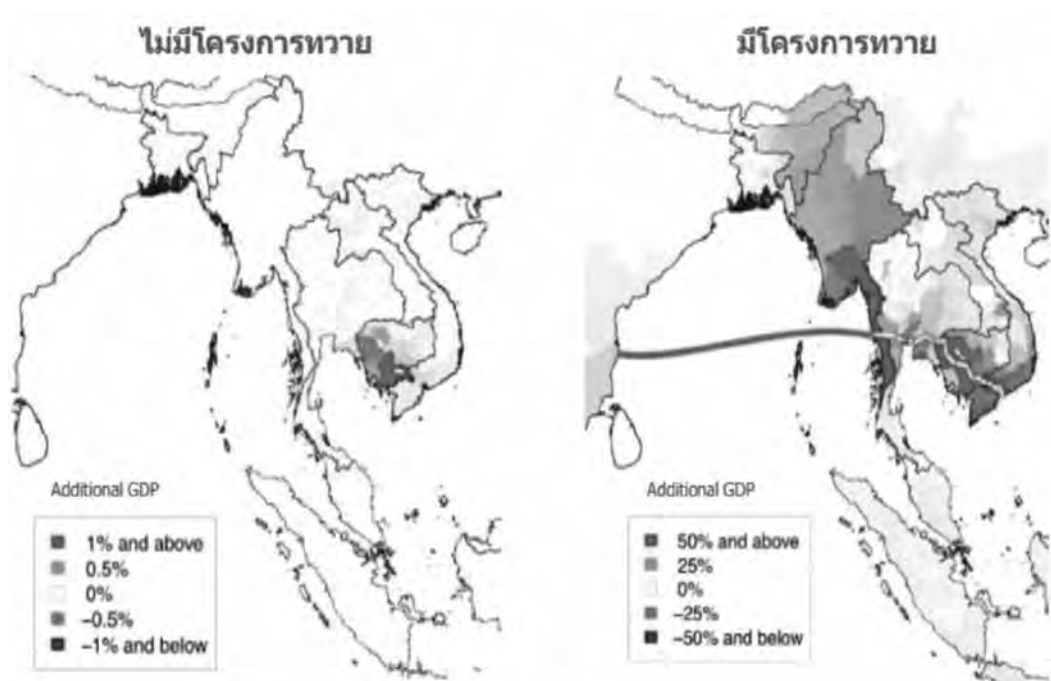 ไม่มีโครงการทวาย
Additional GDP
1% and above
0.5%
0%
–0.5%
–1% and below
มีโครงการทวาย
Additional GDP
50% and above
25%
0%
–25%
–50% and below